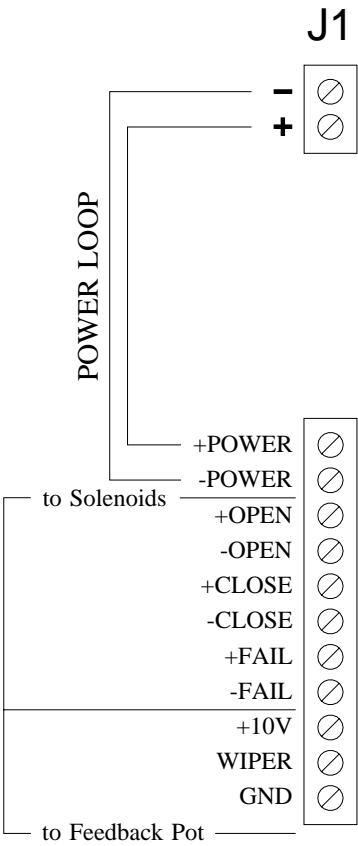 J1
−
+
POWER LOOP
+POWER
-POWER
to Solenoids
+OPEN
-OPEN
+CLOSE
-CLOSE
+FAIL
-FAIL
+10V
WIPER
GND
to Feedback Pot